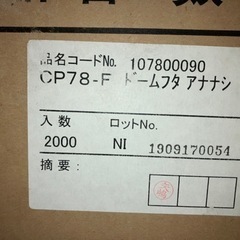 品名コードNo. 107800090
CP78-F ドームフタ アナナシ
入数 ロットNo.
2000 NI 1909170054
摘要: